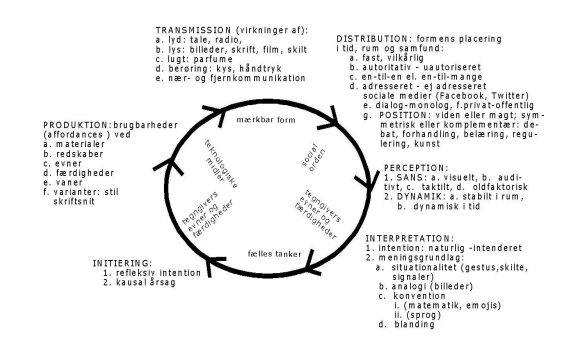 TRANSMISSION (virkninger af):
a. lyd: tale, radio,
b. lys: billeder, skrift, film, skilt
c. lugt: parfume
d. berøring: kys, håndtryk
e. nær- og fjernkommunikation
DISTRIBUTION: formens placering
i tid, rum og samfund:
a. fast, vilkårlig
b. autoritativ - uautoriseret
c. en-til-en el. en-til-mange
d. adresseret - ej adresseret
sociale medier (Facebook, Twitter)
e. dialog-monolog, f.privat-offentlig
g. POSITION: viden eller magt; sym-
metrisk eller komplementær: de-
bat, forhandling, belæring, regu-
lering, kunst
PERCEPTION:
1. SANS: a. visuelt, b. audi-
tivt, c. taktilt, d. oldfaktorisk
2. DYNAMIK: a. stabilt i rum,
b. dynamisk i tid
INTERPRETATION:
1. intention: naturlig -intenderet
2. meningsgrundlag:
a. situationalitet (gestus,skilte,
signaler)
b. analogi (billeder)
c. konvention
i. (matematik, emojis)
ii. (sprog)
d. blanding
INITIERING:
1. refleksiv intention
2. kausal årsag
PRODUKTION:brugbarheder
(affordances ) ved
a. materialer
b. redskaber
c. evner
d. færdigheder
e. vaner
f. varianter: stil
skriftsnit
mærkbar form
teknologiske
midler
social
orden
tegngivers
evner og
færdigheder
tegngivers
evner og
færdigheder
fælles tanker